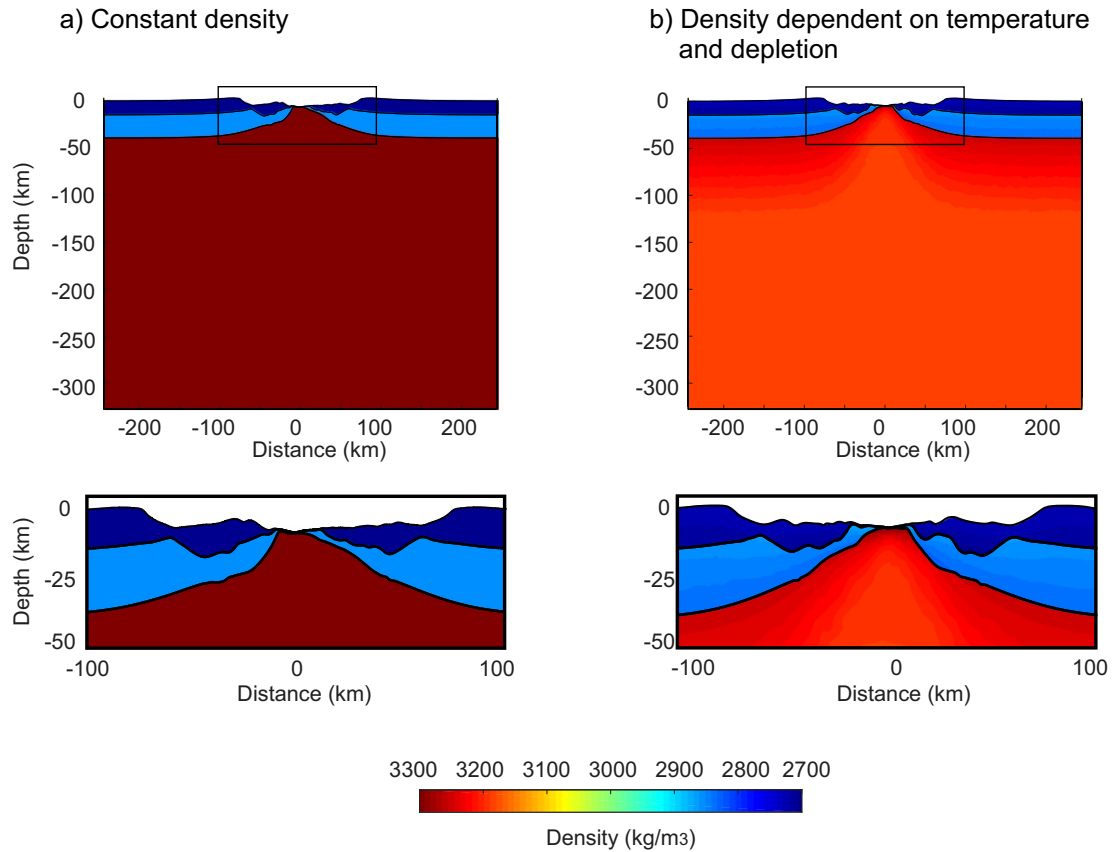 a) Constant density
b) Density dependent on temperature
and depletion
0
-50
-100
-150
-200
-250
-300
Depth (km)
-200 -100 0 100 200
Distance (km)
0
-50
-100
-150
-200
-250
-300
-200 -100 0 100 200
Distance (km)
0
-25
-50
Depth (km)
-100 0 100
Distance (km)
0
-25
-50
Depth (km)
-100 0 100
Distance (km)
3300 3200 3100 3000 2900 2800 2700
Density (kg/m3)